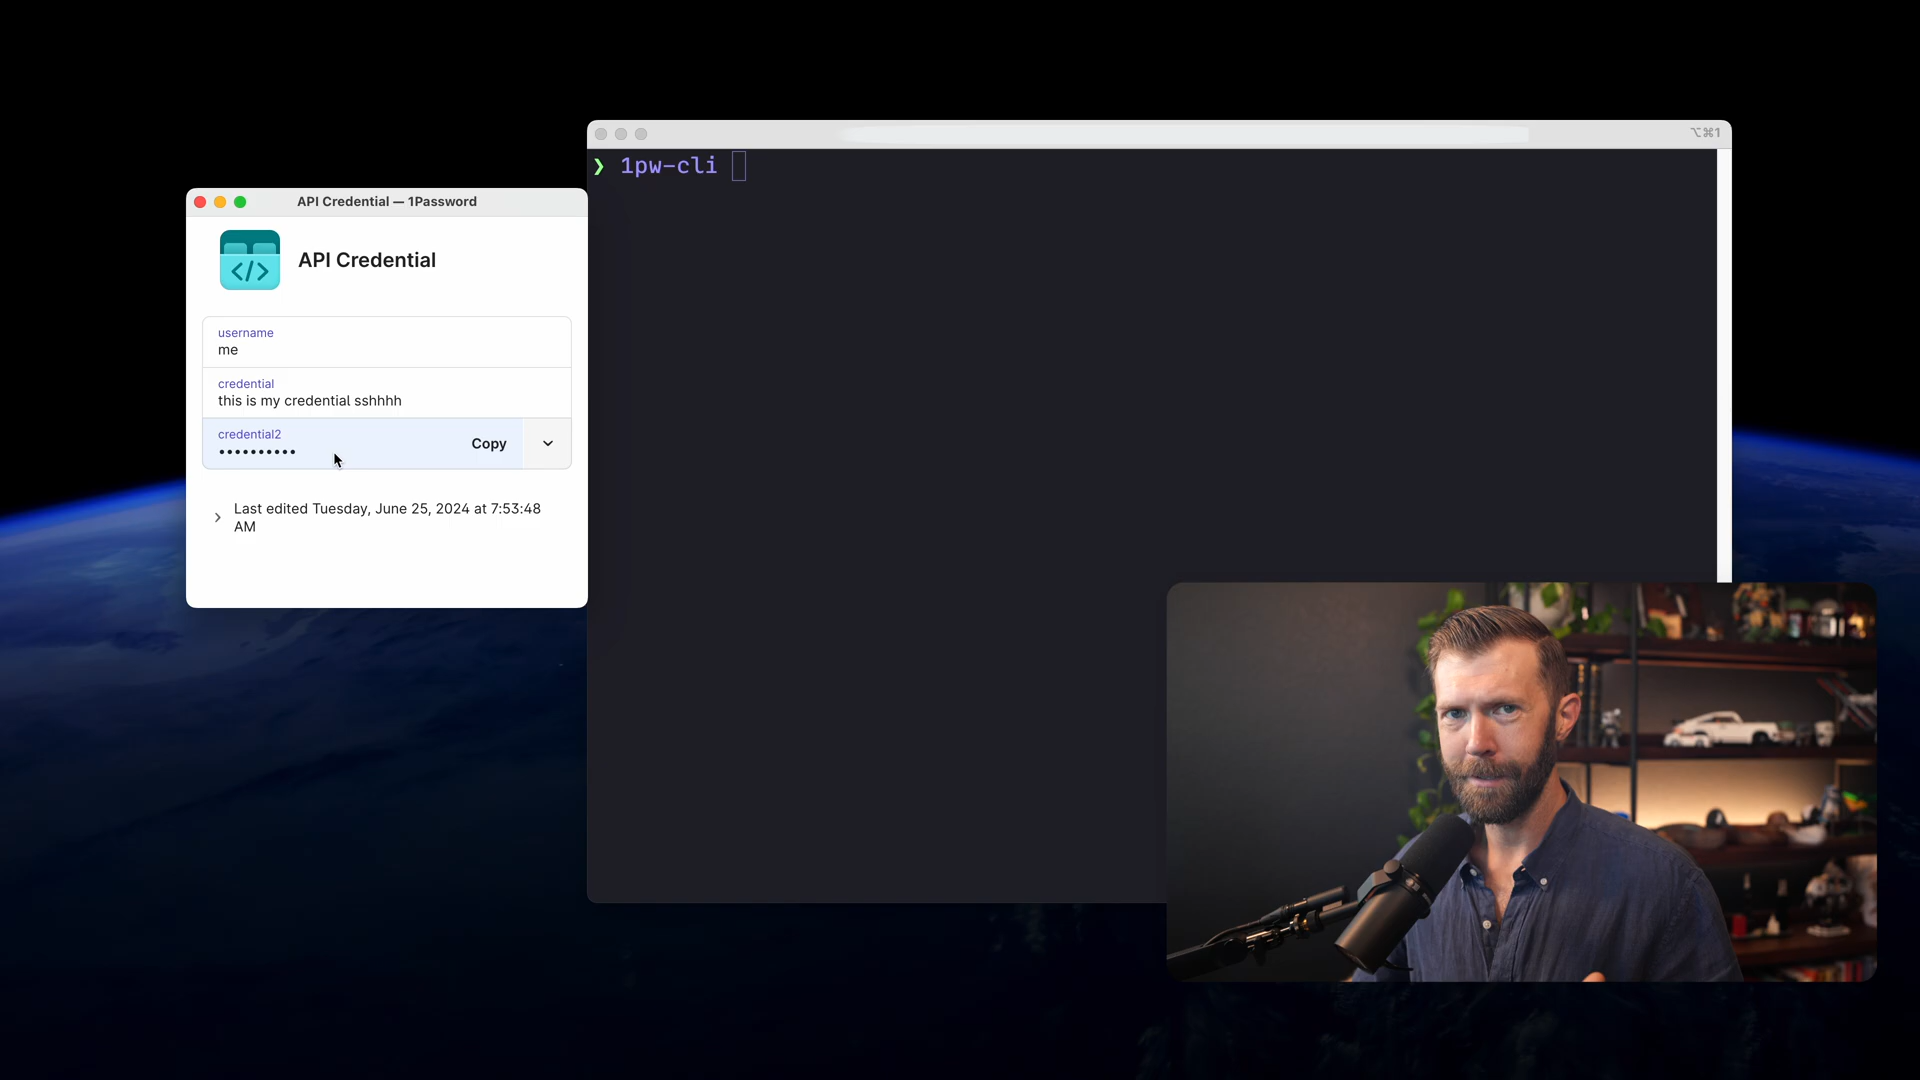 ⌥⌘1
❯ 1pw-cli
API Credential — 1Password
</>
API Credential
username
me
credential
this is my credential sshhhh
credential2
••••••••••
Copy
Last edited Tuesday, June 25, 2024 at 7:53:48
AM